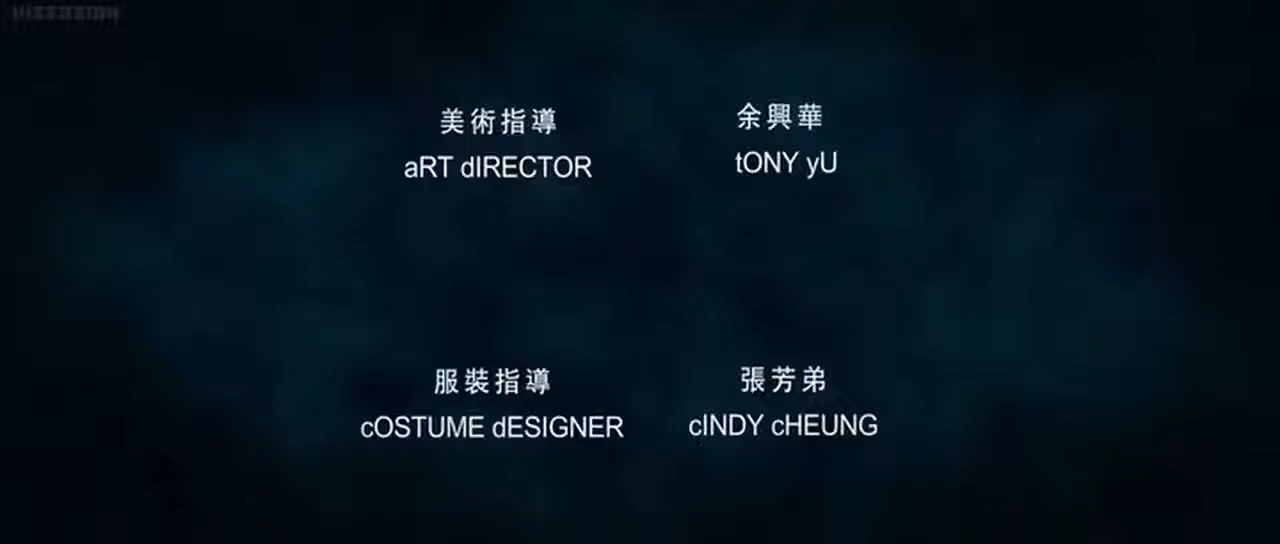 美術指導
aRT dIRECTOR
余興華
tONY yU
服裝指導
cOSTUME dESIGNER
張芳弟
cINDY cHEUNG